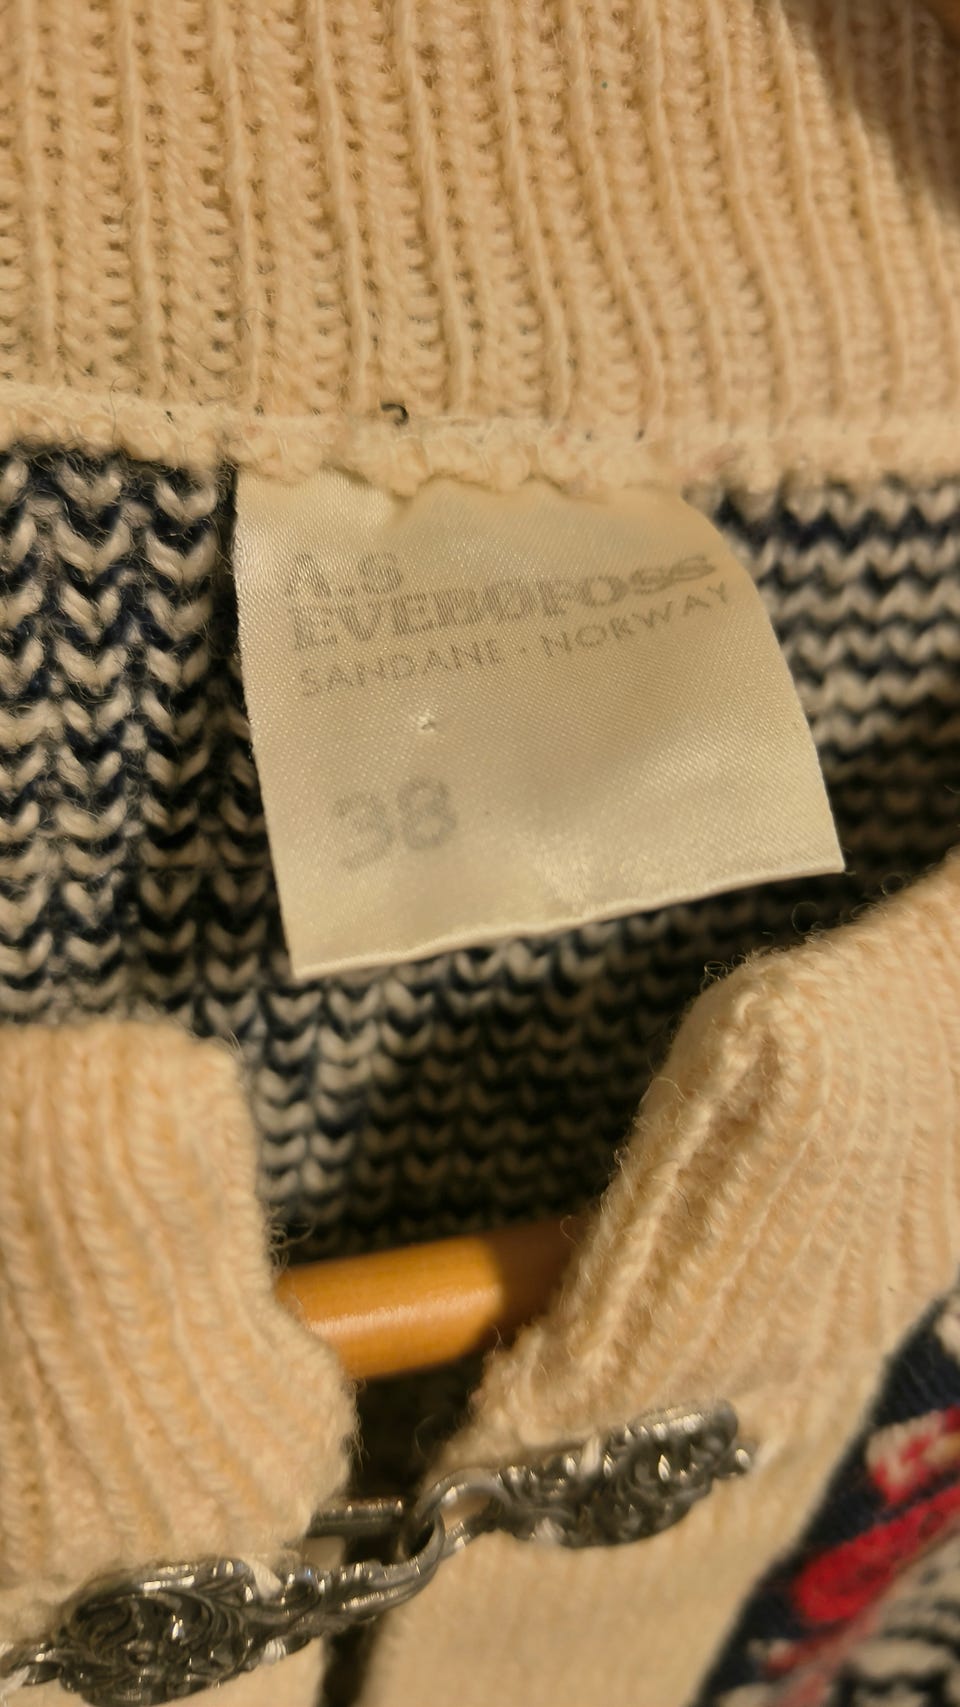 A.S
EVEBØFOSS
SANDANE · NORWAY
38